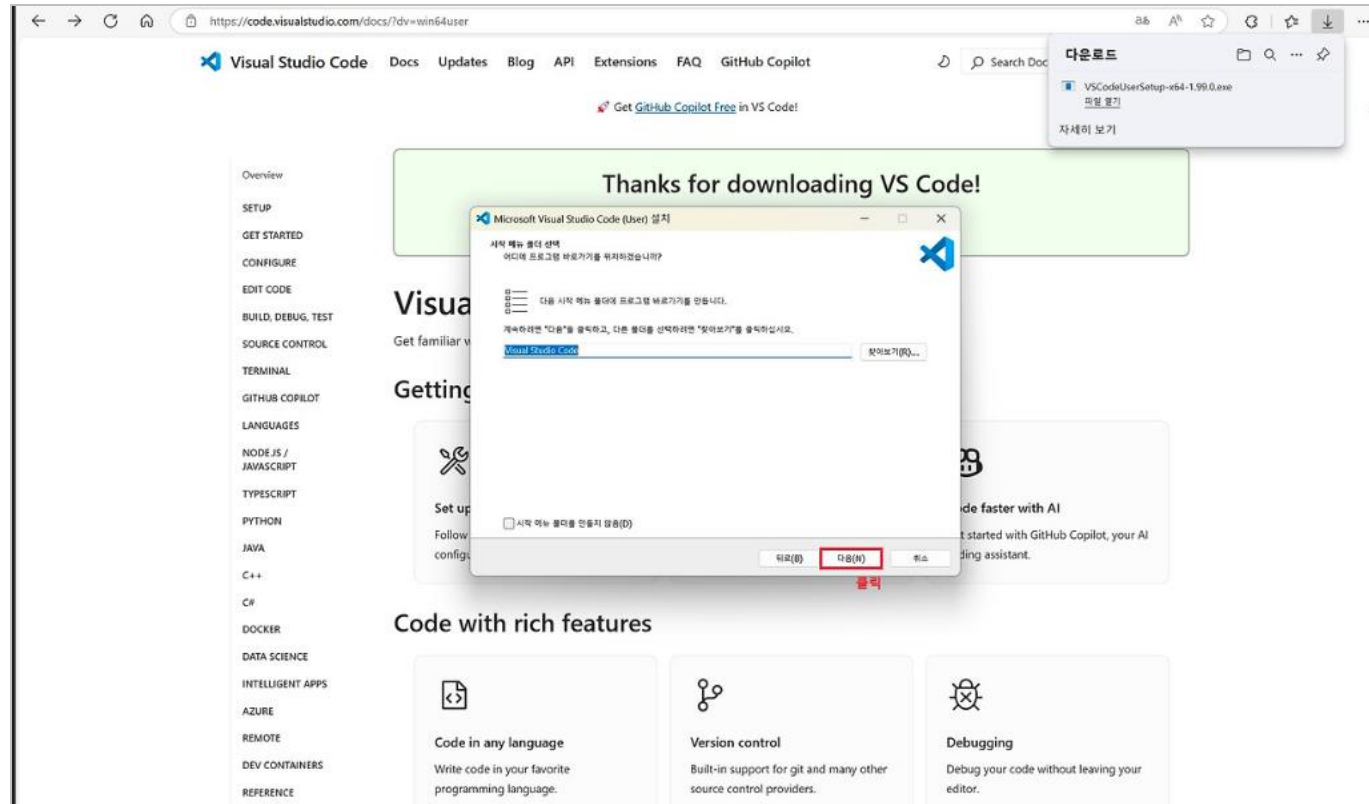 https://code.visualstudio.com/docs/?dv=win64user
Visual Studio Code Docs Updates Blog API Extensions FAQ GitHub Copilot Search Doc
다운로드
VSCodeUserSetup-x64-1.99.0.exe
파일 열기
자세히 보기
🚀 Get GitHub Copilot Free in VS Code!
Overview
SETUP
GET STARTED
CONFIGURE
EDIT CODE
BUILD, DEBUG, TEST
SOURCE CONTROL
TERMINAL
GITHUB COPILOT
LANGUAGES
NODE.JS /
JAVASCRIPT
TYPESCRIPT
PYTHON
JAVA
C++
C#
DOCKER
DATA SCIENCE
INTELLIGENT APPS
AZURE
REMOTE
DEV CONTAINERS
REFERENCE
Thanks for downloading VS Code!
Microsoft Visual Studio Code (User) 설치
시작 메뉴 폴더 선택
어디에 프로그램 바로가기를 위치하겠습니까?
다음 시작 메뉴 폴더에 프로그램 바로가기를 만듭니다.
계속하려면 "다음"을 클릭하고, 다른 폴더를 선택하려면 "찾아보기"를 클릭하십시오.
Visual Studio Code
찾아보기(R)...
시작 메뉴 폴더를 만들지 않음(D)
뒤로(B) 다음(N) 취소
클릭
Visua
Get familiar w
Getting
Set up
Follow
configu
de faster with AI
t started with GitHub Copilot, your AI
ding assistant.
Code with rich features
Code in any language
Write code in your favorite
programming language.
Version control
Built-in support for git and many other
source control providers.
Debugging
Debug your code without leaving your
editor.